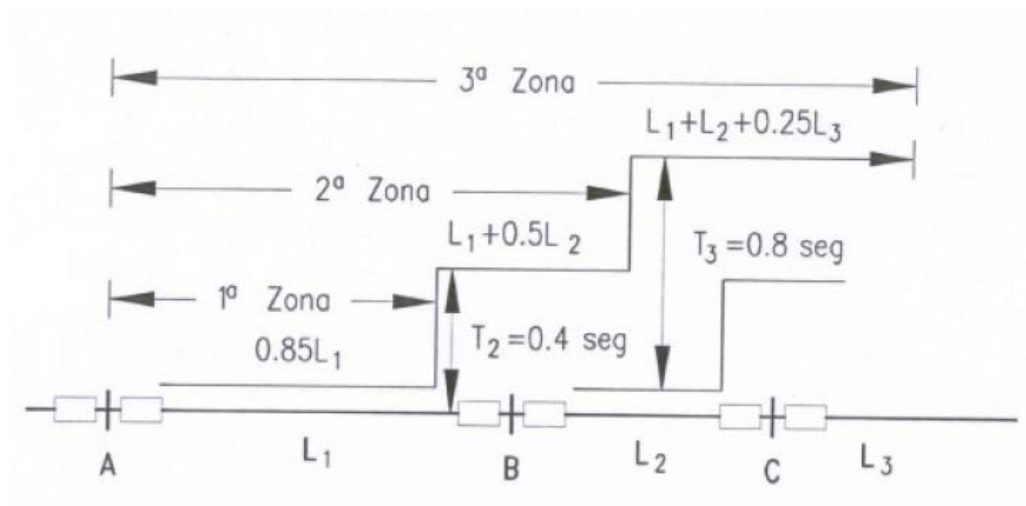 3ª Zona
L₁+L₂+0.25L₃
2ª Zona
L₁+0.5L₂
T₃=0.8 seg
1ª Zona
0.85L₁
T₂=0.4 seg
A
L₁
B
L₂
C
L₃